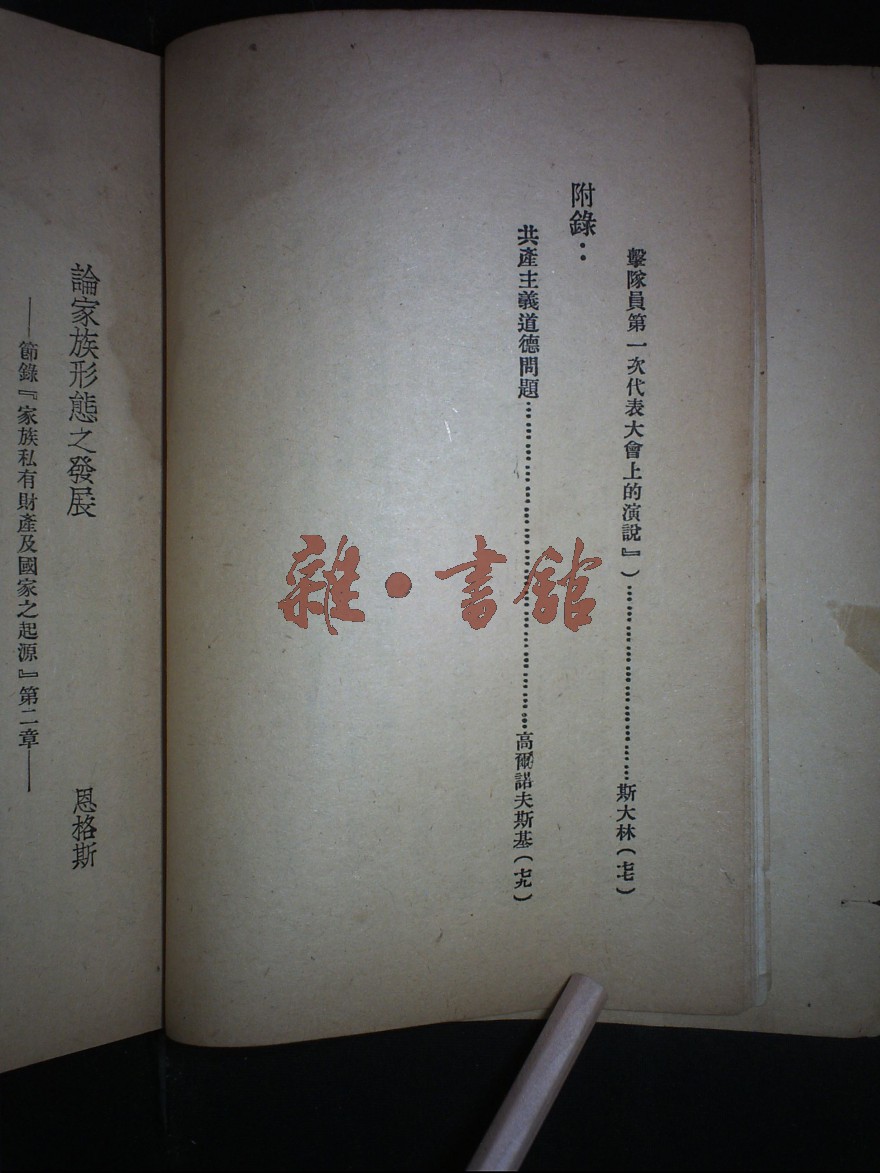 擊隊員第一次代表大會上的演說』）……………………斯大林（七七）
附錄：
共產主義道德問題……………………………………高爾諾夫斯基（七九）
論家族形態之發展 恩格斯
——節錄『家族私有財產及國家之起源』第二章——
雜·書館